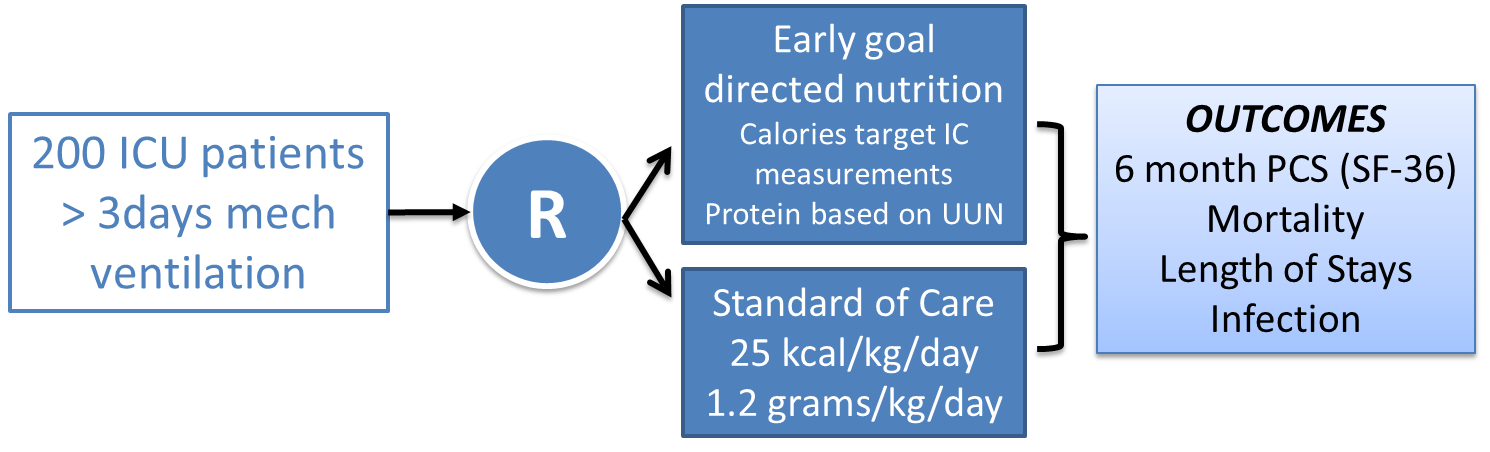 200 ICU patients
> 3days mech
ventilation
R
Early goal
directed nutrition
Calories target IC
measurements
Protein based on UUN
Standard of Care
25 kcal/kg/day
1.2 grams/kg/day
OUTCOMES
6 month PCS (SF-36)
Mortality
Length of Stays
Infection